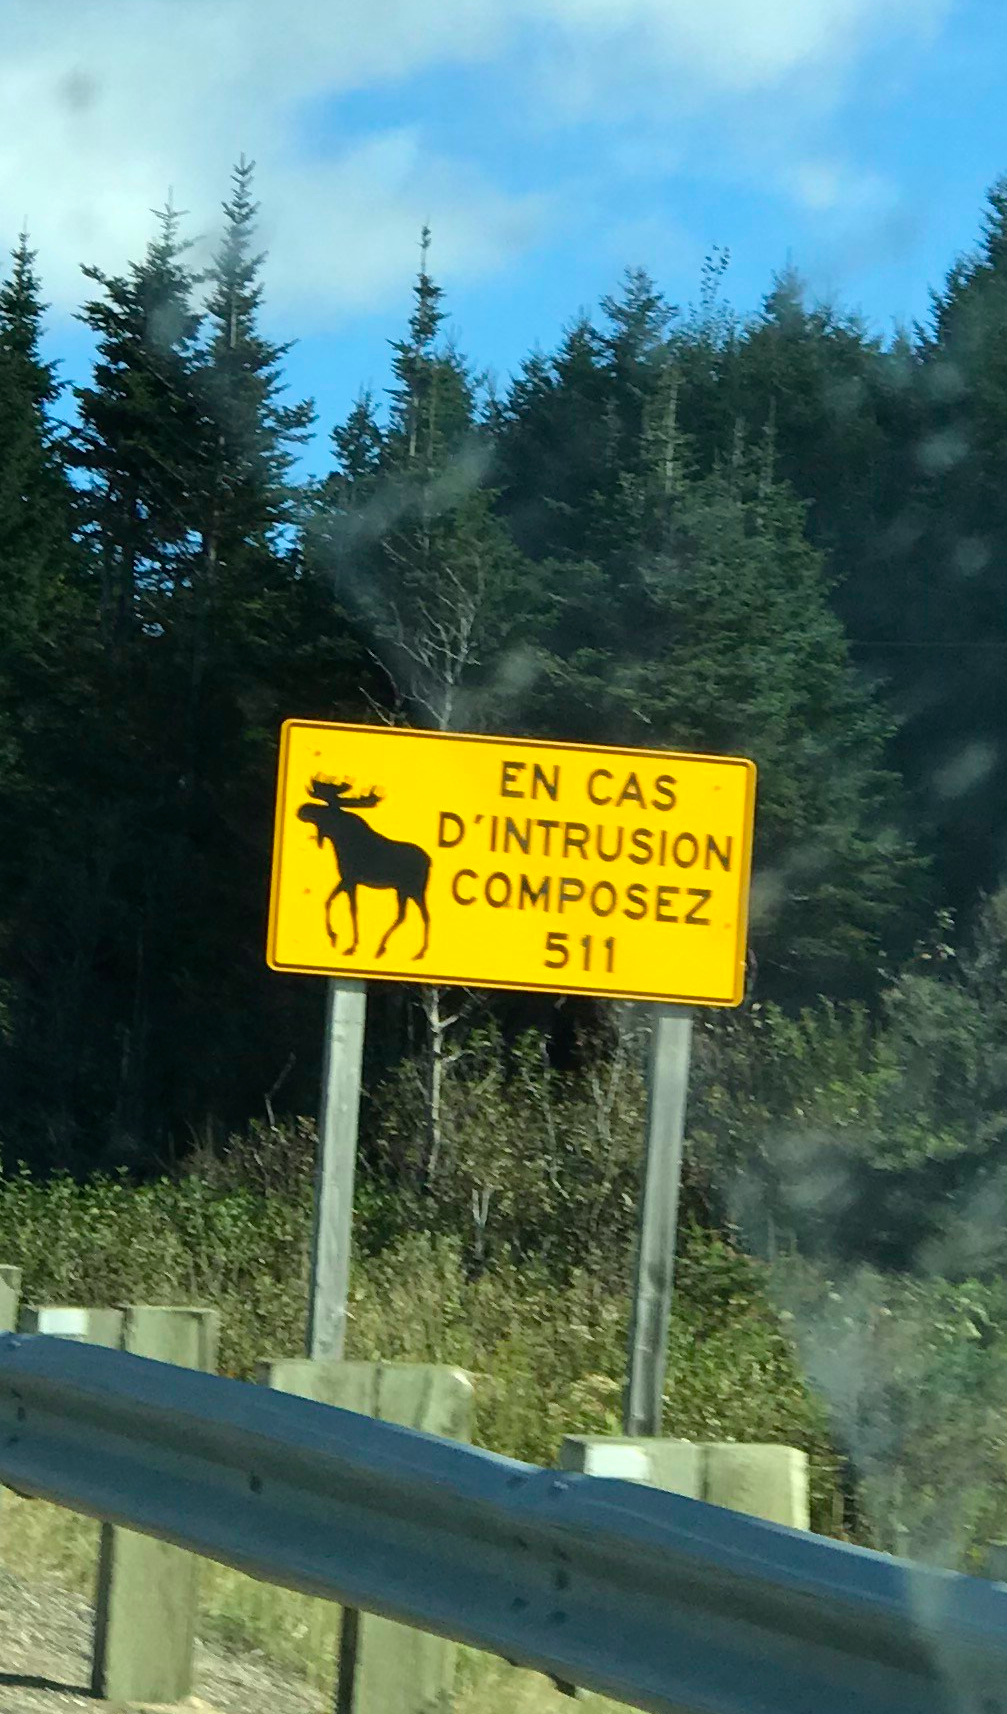 EN CAS
D'INTRUSION
COMPOSEZ
511